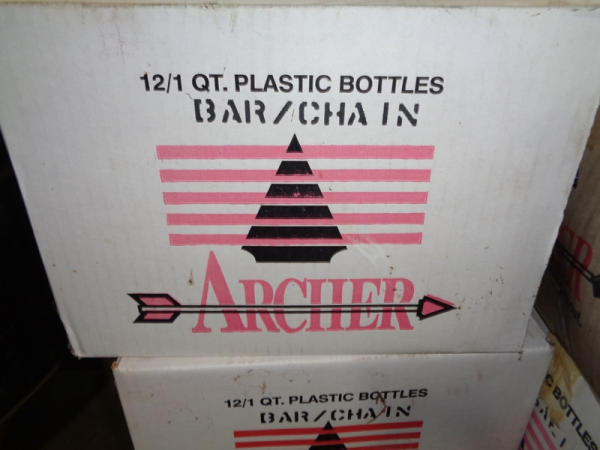 12/1 QT. PLASTIC BOTTLES
BAR/CHAIN
ARCHER
12/1 QT. PLASTIC BOTTLES
BAR/CHAIN
BOTTLES